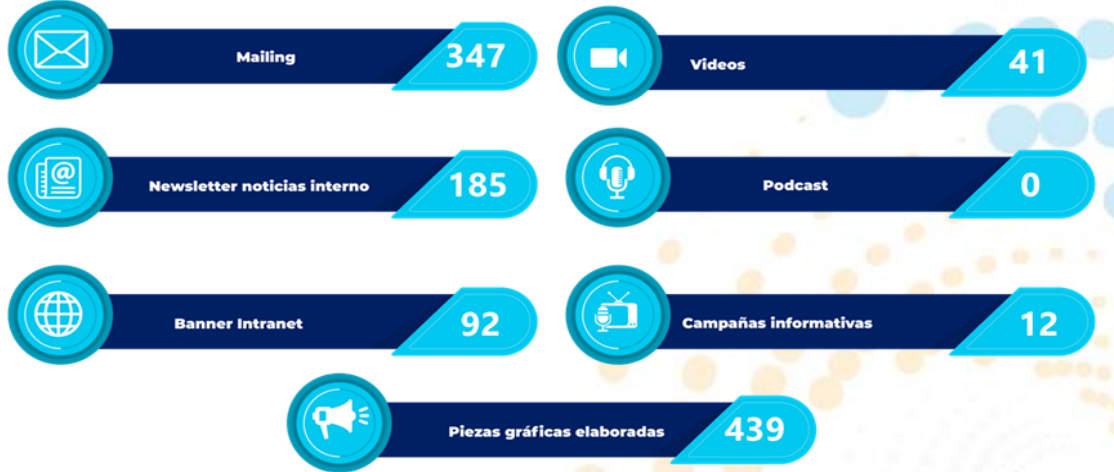 Mailing 347
Videos 41
@
Newsletter noticias interno 185
Podcast 0
Banner Intranet 92
Campañas informativas 12
Piezas gráficas elaboradas 439